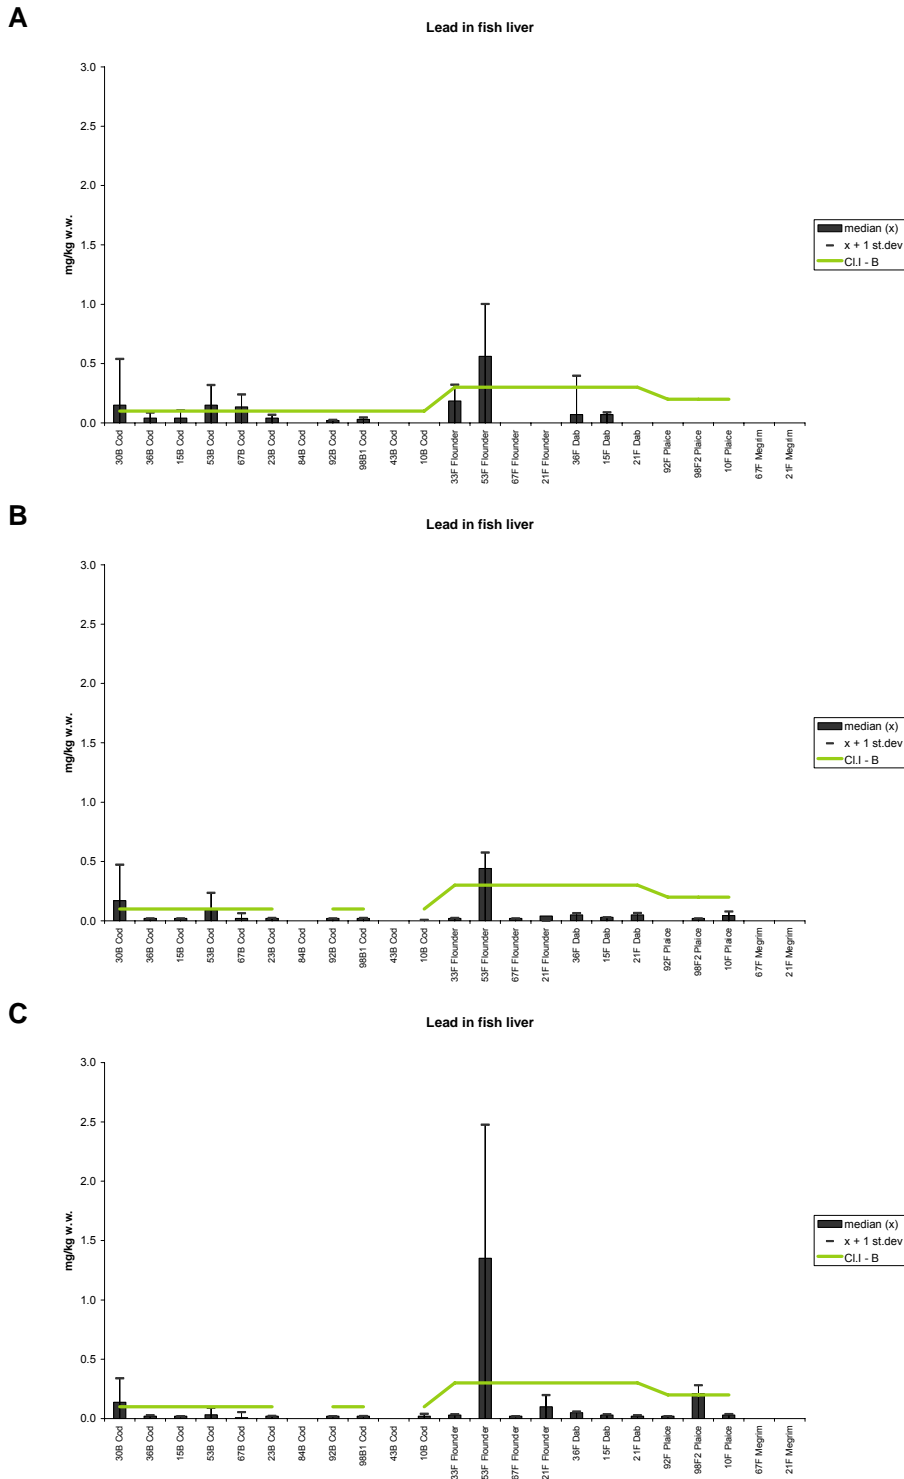 A
Lead in fish liver
3.0
2.5
2.0
1.5
1.0
0.5
0.0
mg/kg w.w.
median (x)
x + 1 st.dev
Cl.I - B
30B Cod
36B Cod
15B Cod
53B Cod
67B Cod
23B Cod
84B Cod
92B Cod
98B1 Cod
43B Cod
10B Cod
33F Flounder
53F Flounder
67F Flounder
21F Flounder
36F Dab
15F Dab
21F Dab
92F Plaice
98F2 Plaice
10F Plaice
67F Megrim
21F Megrim
B
Lead in fish liver
3.0
2.5
2.0
1.5
1.0
0.5
0.0
mg/kg w.w.
median (x)
x + 1 st.dev
Cl.I - B
30B Cod
36B Cod
15B Cod
53B Cod
67B Cod
23B Cod
84B Cod
92B Cod
98B1 Cod
43B Cod
10B Cod
33F Flounder
53F Flounder
67F Flounder
21F Flounder
36F Dab
15F Dab
21F Dab
92F Plaice
98F2 Plaice
10F Plaice
67F Megrim
21F Megrim
C
Lead in fish liver
3.0
2.5
2.0
1.5
1.0
0.5
0.0
mg/kg w.w.
median (x)
x + 1 st.dev
Cl.I - B
30B Cod
36B Cod
15B Cod
53B Cod
67B Cod
23B Cod
84B Cod
92B Cod
98B1 Cod
43B Cod
10B Cod
33F Flounder
53F Flounder
67F Flounder
21F Flounder
36F Dab
15F Dab
21F Dab
92F Plaice
98F2 Plaice
10F Plaice
67F Megrim
21F Megrim